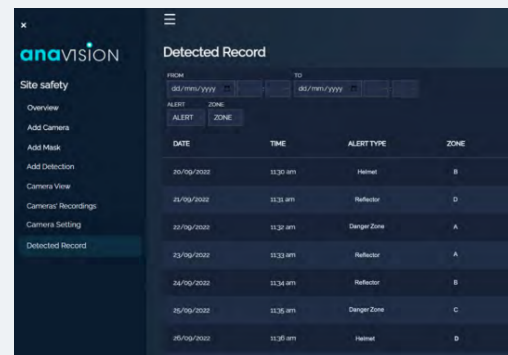 ×
☰
anavision
Detected Record
Site safety
FROM TO
dd/mm/yyyy dd/mm/yyyy
ALERT ZONE
ALERT ZONE
Overview
Add Camera
Add Mask
Add Detection
Camera View
Cameras' Recordings
Camera Setting
Detected Record
DATE TIME ALERT TYPE ZONE
20/09/2022 11:30 am Helmet B
21/09/2022 11:31 am Reflector D
22/09/2022 11:32 am Danger Zone A
23/09/2022 11:33 am Reflector A
24/09/2022 11:34 am Reflector B
25/09/2022 11:35 am Danger Zone C
26/09/2022 11:36 am Helmet D